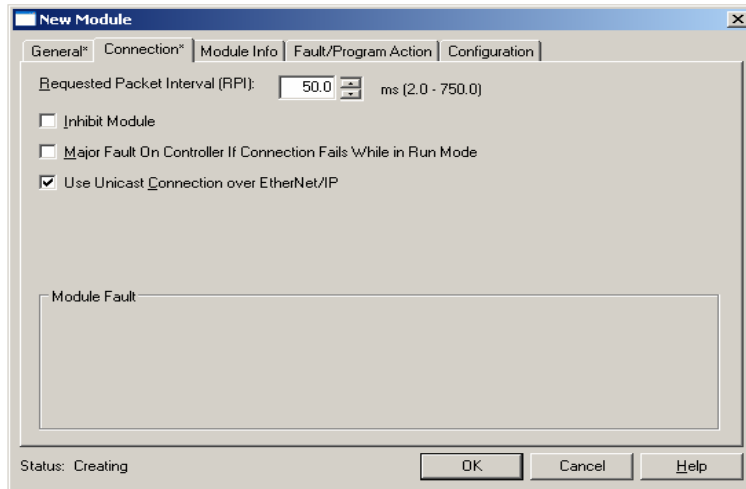 New Module
General* Connection* Module Info Fault/Program Action Configuration
Requested Packet Interval (RPI): 50.0 ms (2.0 - 750.0)
Inhibit Module
Major Fault On Controller If Connection Fails While in Run Mode
Use Unicast Connection over EtherNet/IP
Module Fault
Status: Creating OK Cancel Help